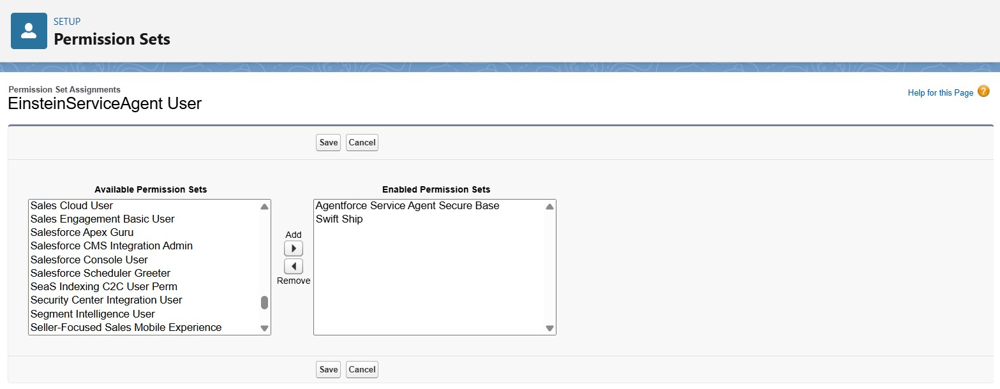 SETUP
Permission Sets
Permission Set Assignments
EinsteinServiceAgent User
Help for this Page ?
Save Cancel
Available Permission Sets
Sales Cloud User
Sales Engagement Basic User
Salesforce Apex Guru
Salesforce CMS Integration Admin
Salesforce Console User
Salesforce Scheduler Greeter
SeaS Indexing C2C User Perm
Security Center Integration User
Segment Intelligence User
Seller-Focused Sales Mobile Experience
Add
Remove
Enabled Permission Sets
Agentforce Service Agent Secure Base
Swift Ship
Save Cancel